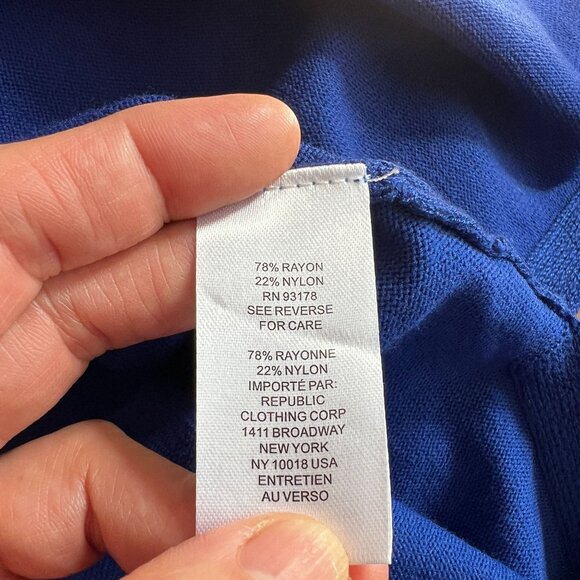 78% RAYON
22% NYLON
RN 93178
SEE REVERSE
FOR CARE
78% RAYONNE
22% NYLON
IMPORTÉ PAR:
REPUBLIC
CLOTHING CORP
1411 BROADWAY
NEW YORK
NY 10018 USA
ENTRETIEN
AU VERSO